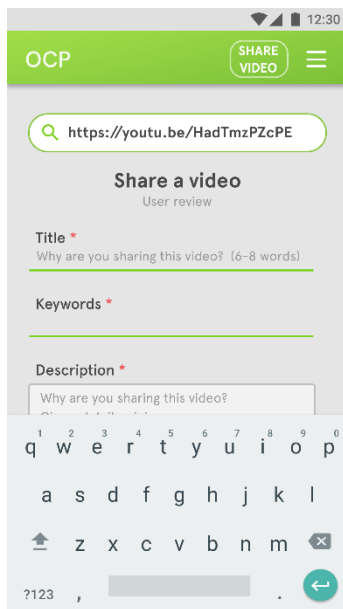 12:30
OCP
SHARE
VIDEO
https://youtu.be/HadTmzPZcPE
Share a video
User review
Title *
Why are you sharing this video? (6-8 words)
Keywords *
Description *
Why are you sharing this video?
1 2 3 4 5 6 7 8 9 0
q w e r t y u i o p
a s d f g h j k l
z x c v b n m
?123 , .